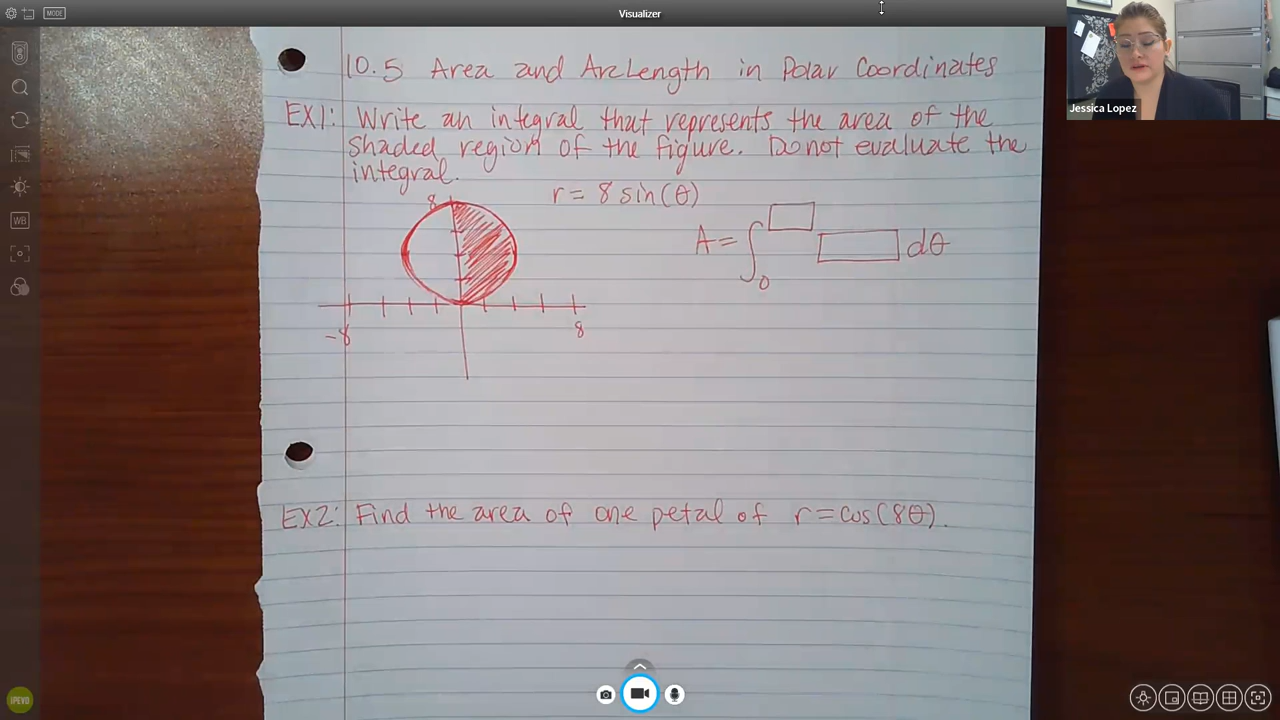 MODE
Visualizer
Jessica Lopez
WB
10.5 Area and ArcLength in Polar Coordinates
EX1: Write an integral that represents the area of the
shaded region of the figure. Do not evaluate the
integral.
r = 8 sin(θ)
8
A = ∫ dθ
0
-8
8
EX2: Find the area of one petal of r = cos(8θ).
IPEVO